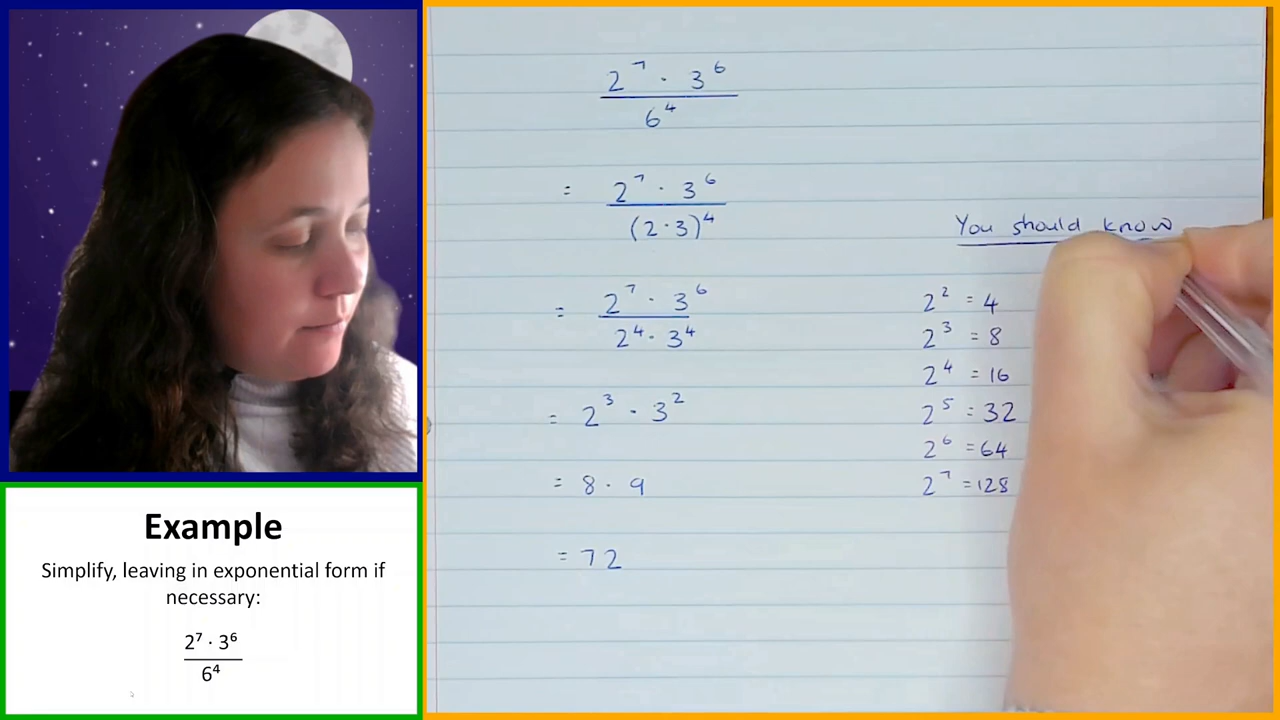 Example
Simplify, leaving in exponential form if
necessary:
2⁷ · 3⁶
6⁴
2⁷ · 3⁶
6⁴
= 2⁷ · 3⁶
(2·3)⁴
= 2⁷ · 3⁶
2⁴ · 3⁴
= 2³ · 3²
= 8 · 9
= 72
You should know
2² = 4
2³ = 8
2⁴ = 16
2⁵ = 32
2⁶ = 64
2⁷ = 128